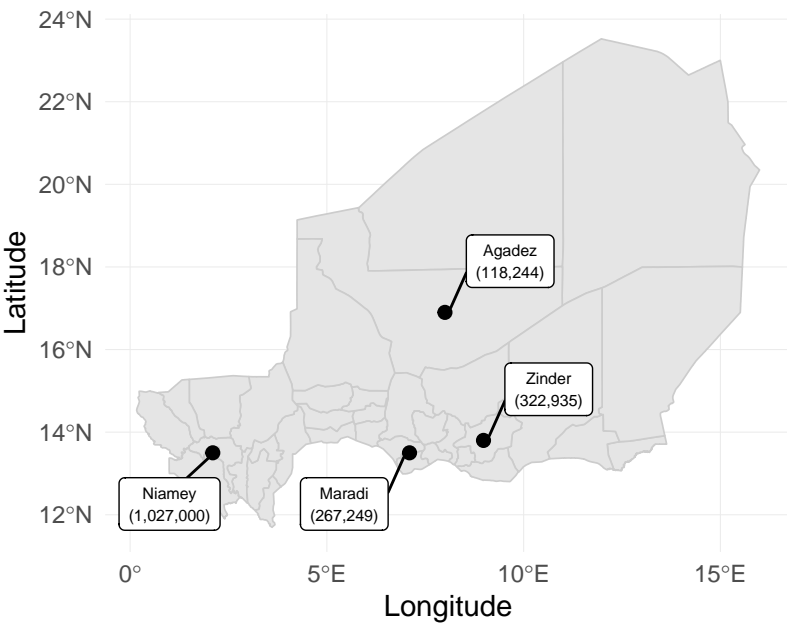 24°N
22°N
20°N
18°N
16°N
14°N
12°N
Latitude
Agadez
(118,244)
Zinder
(322,935)
Niamey
(1,027,000)
Maradi
(267,249)
0°
5°E
10°E
15°E
Longitude